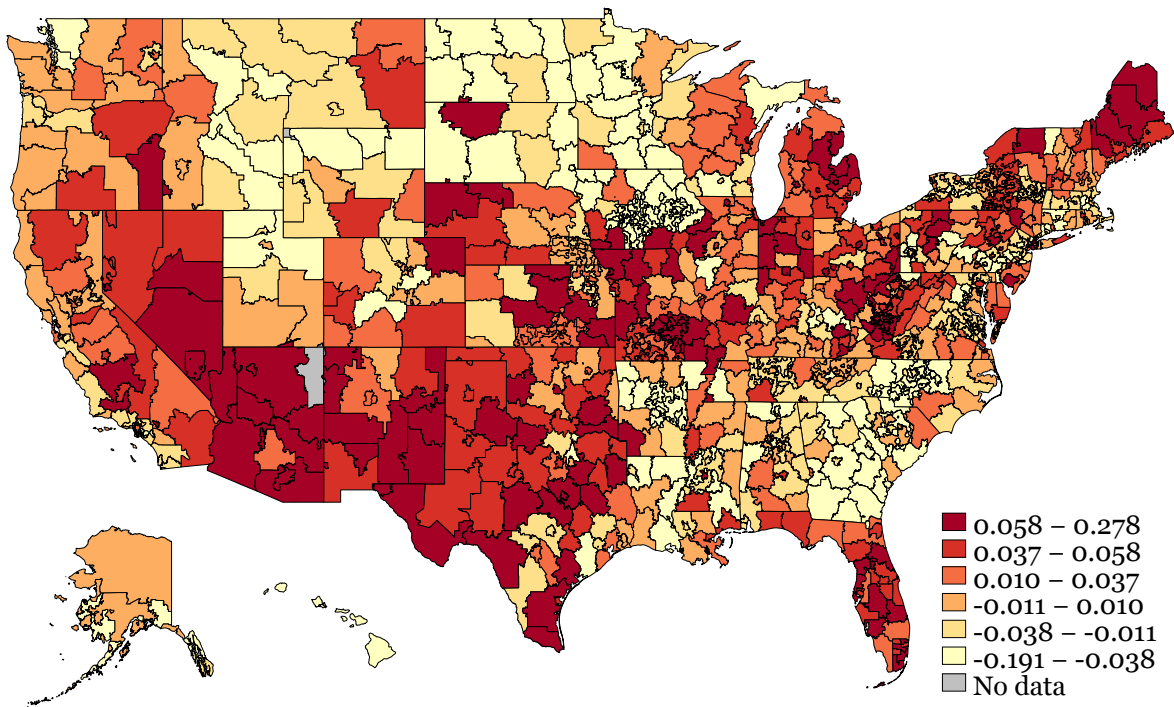 0.058 – 0.278
0.037 – 0.058
0.010 – 0.037
-0.011 – 0.010
-0.038 – -0.011
-0.191 – -0.038
No data